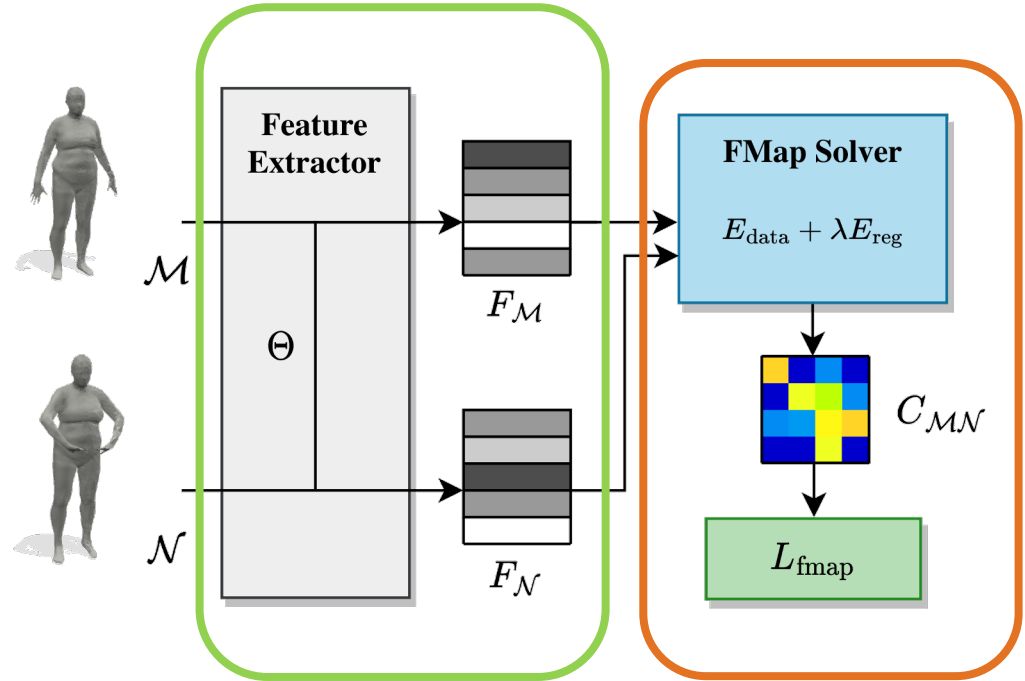 Feature
Extractor
FMap Solver
E_data + λE_reg
ℳ
F_ℳ
Θ
C_ℳ𝒩
𝒩
F_𝒩
L_fmap